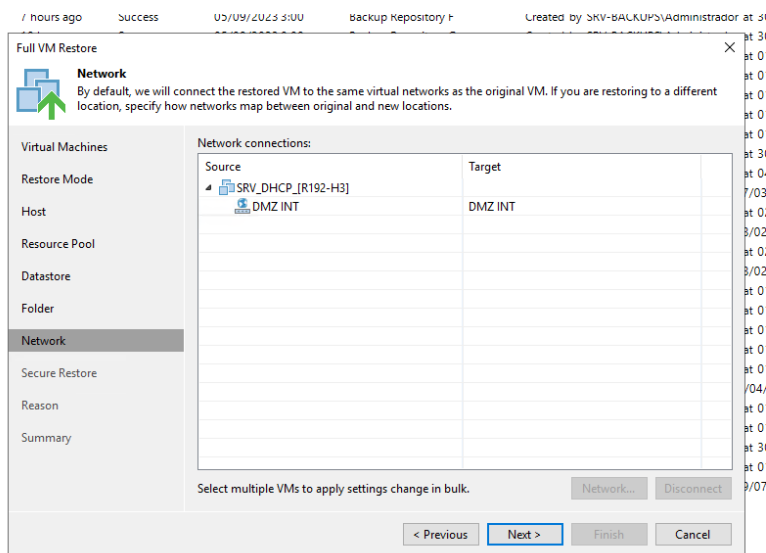 7 hours ago Success 05/09/2023 3:00 Backup Repository F Created by SRV-BACKUPS\Administrador at 30
Full VM Restore
Network
By default, we will connect the restored VM to the same virtual networks as the original VM. If you are restoring to a different
location, specify how networks map between original and new locations.
Virtual Machines
Restore Mode
Host
Resource Pool
Datastore
Folder
Network
Secure Restore
Reason
Summary
Network connections:
Source Target
SRV_DHCP_[R192-H3]
DMZ INT DMZ INT
Select multiple VMs to apply settings change in bulk.
Network... Disconnect
< Previous Next > Finish Cancel